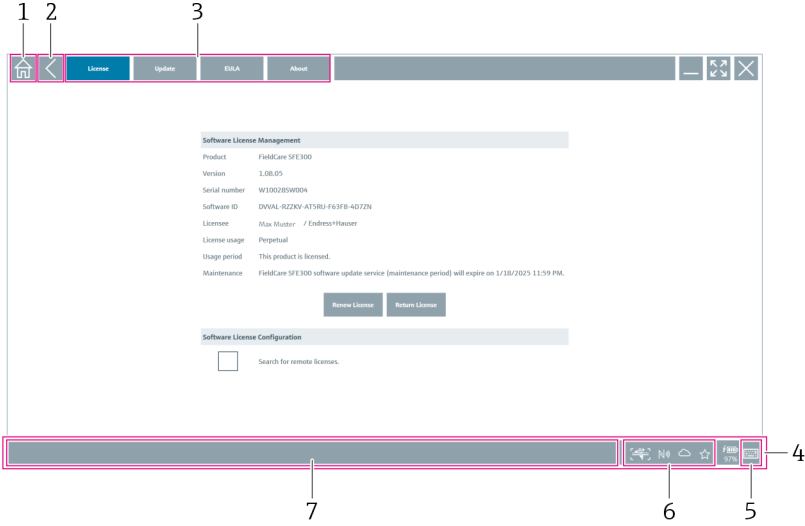 1 2 3
License Update EULA About
Software License Management
Product FieldCare SFE300
Version 1.08.05
Serial number W10028SW004
Software ID DVVAL-RZZKV-AT5RU-F63FB-4D7ZN
Licensee Max Muster / Endress+Hauser
License usage Perpetual
Usage period This product is licensed.
Maintenance FieldCare SFE300 software update service (maintenance period) will expire on 1/18/2025 11:59 PM.
Renew License Return License
Software License Configuration
Search for remote licenses.
97%
4
7 6 5